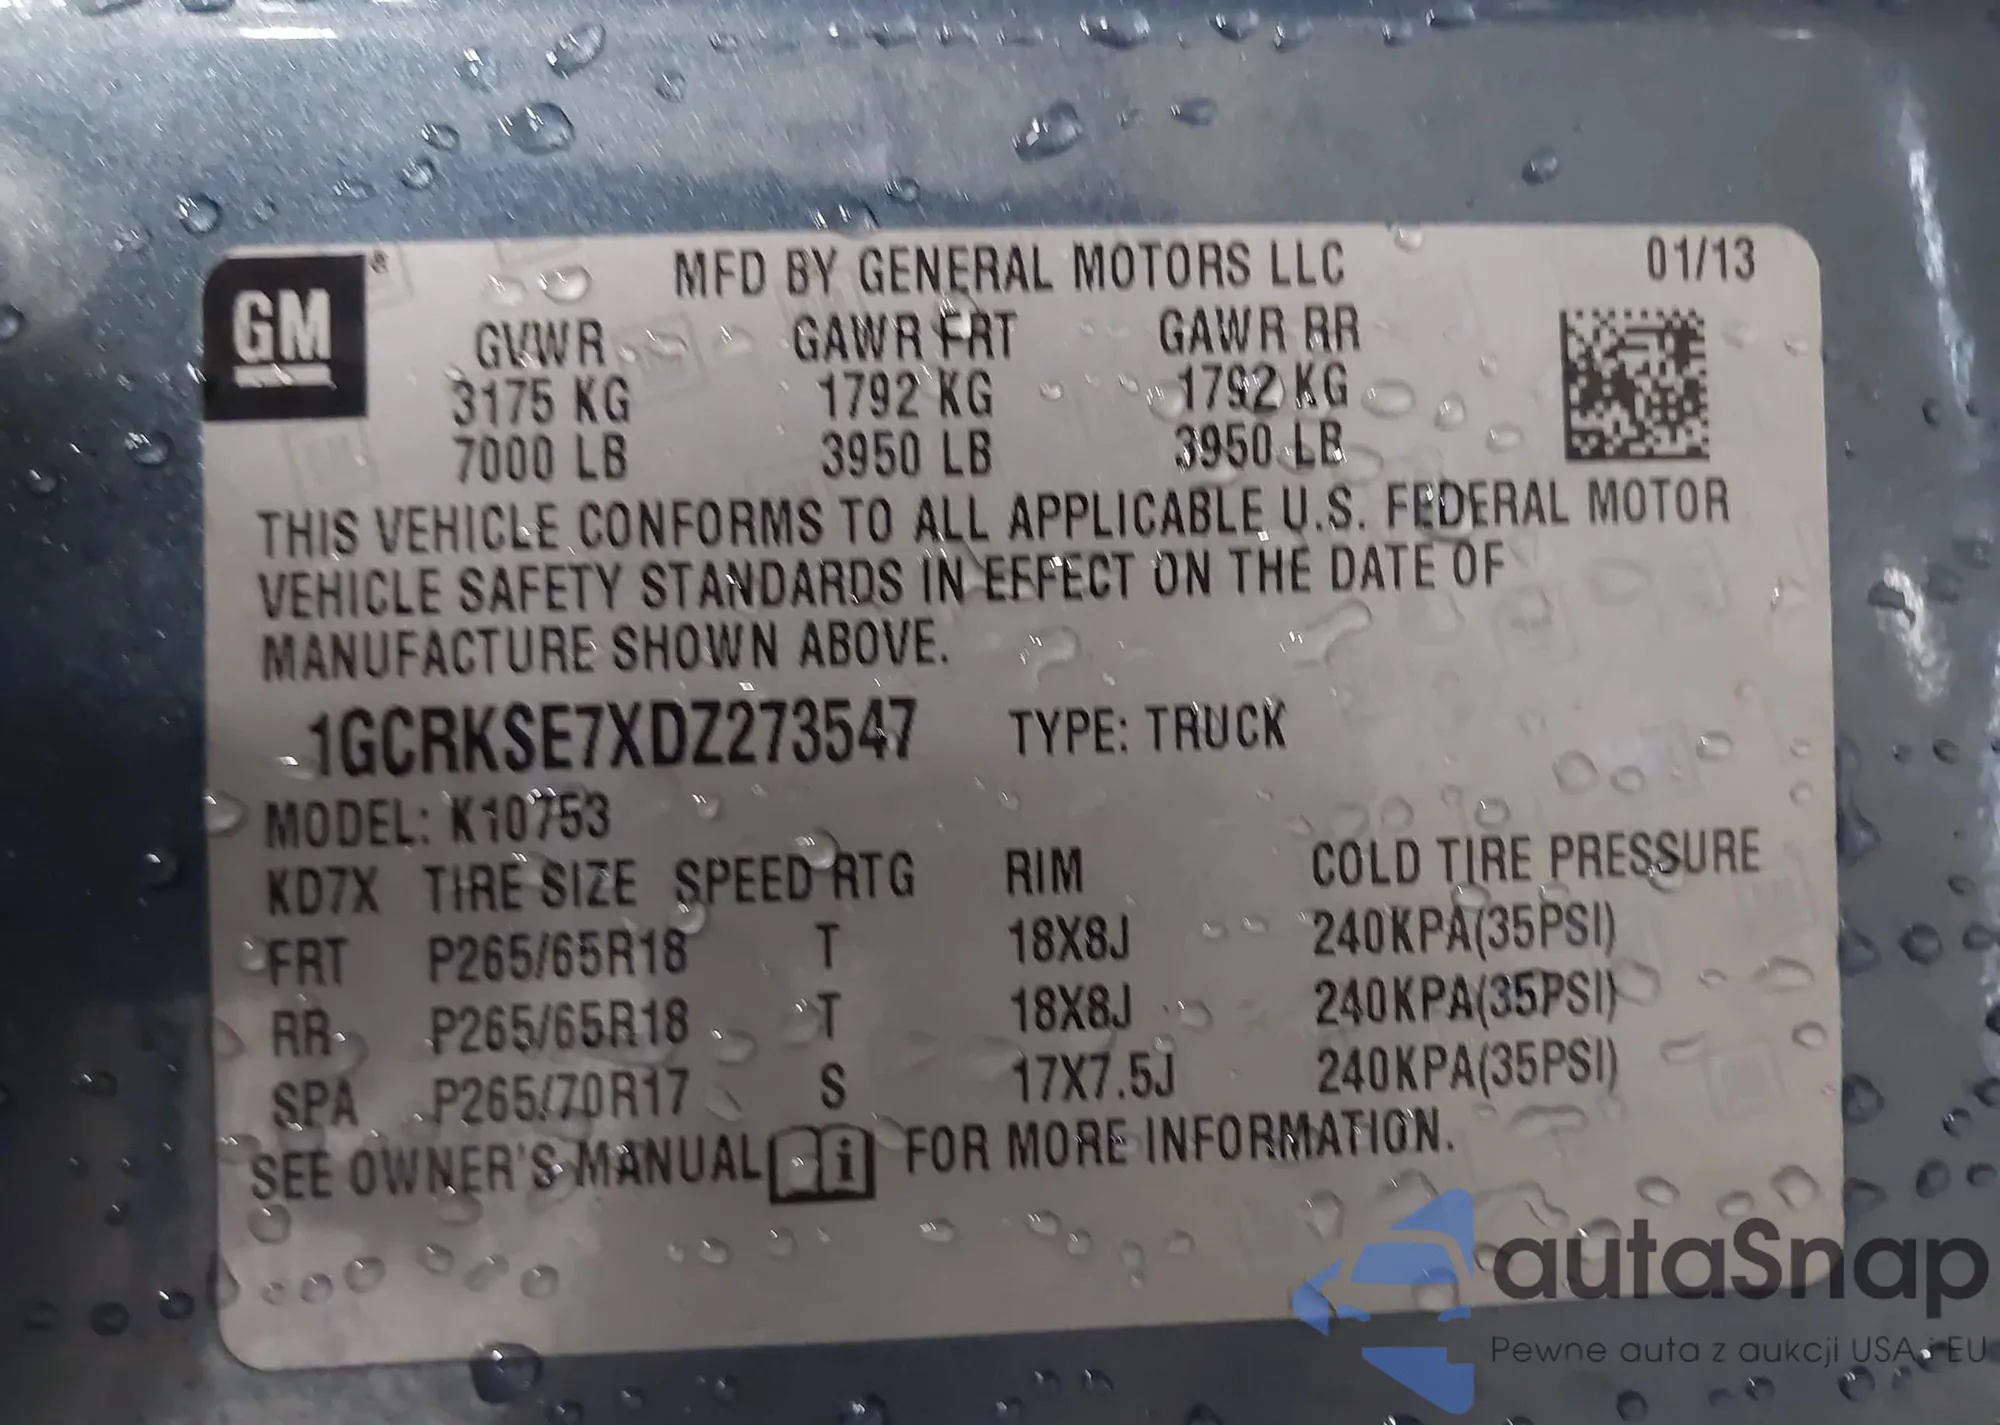 GM®
MFD BY GENERAL MOTORS LLC 01/13
GVWR GAWR FRT GAWR RR
3175 KG 1792 KG 1792 KG
7000 LB 3950 LB 3950 LB
THIS VEHICLE CONFORMS TO ALL APPLICABLE U.S. FEDERAL MOTOR
VEHICLE SAFETY STANDARDS IN EFFECT ON THE DATE OF
MANUFACTURE SHOWN ABOVE.
1GCRKSE7XDZ273547 TYPE: TRUCK
MODEL: K10753
KD7X TIRE SIZE SPEED RTG RIM COLD TIRE PRESSURE
FRT P265/65R18 T 18X8J 240KPA(35PSI)
RR P265/65R18 T 18X8J 240KPA(35PSI)
SPA P265/70R17 S 17X7.5J 240KPA(35PSI)
SEE OWNER'S MANUAL i FOR MORE INFORMATION.
autaSnap
Pewne auta z aukcji USA i EU